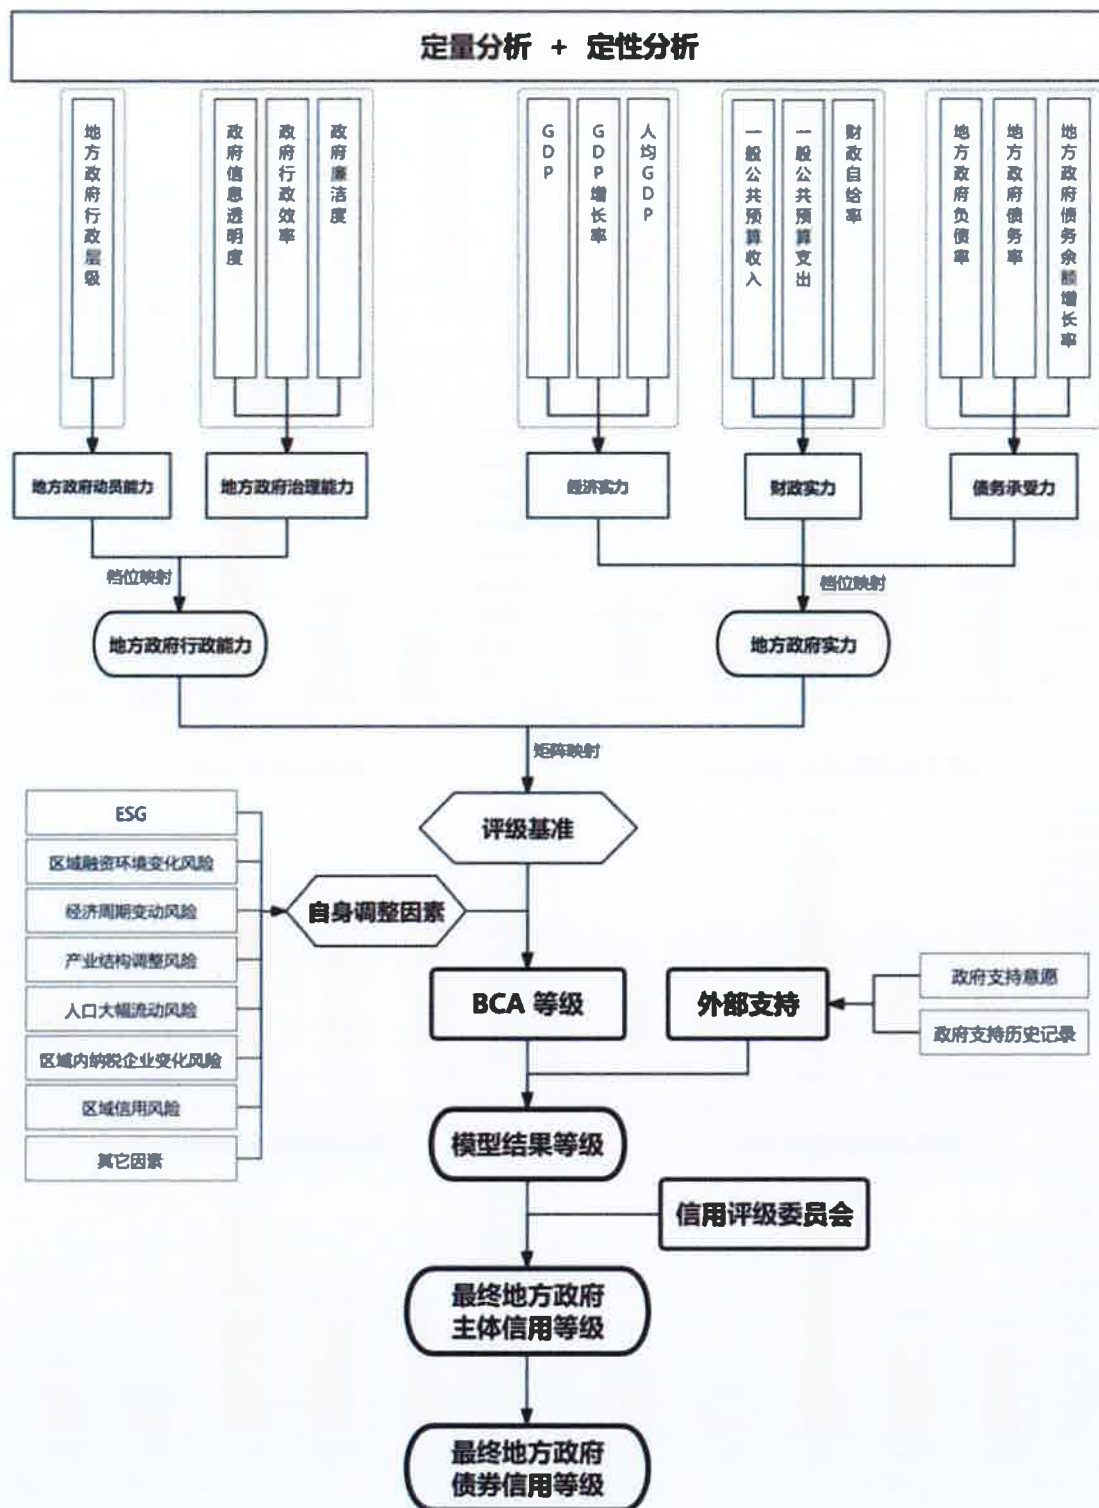 定量分析 + 定性分析
地方政府行政层级
政府信息透明度
政府行政效率
政府廉洁度
GDP
GDP增长率
人均GDP
一般公共预算收入
一般公共预算支出
财政自给率
地方政府负债率
地方政府债务率
地方政府债务余额增长率
地方政府动员能力
地方政府治理能力
经济实力
财政实力
债务承受力
档位映射
档位映射
地方政府行政能力
地方政府实力
矩阵映射
评级基准
ESG
区域融资环境变化风险
经济周期变动风险
产业结构调整风险
人口大幅流动风险
区域内纳税企业变化风险
区域信用风险
其它因素
自身调整因素
BCA 等级
外部支持
政府支持意愿
政府支持历史记录
模型结果等级
信用评级委员会
最终地方政府
主体信用等级
最终地方政府
债券信用等级